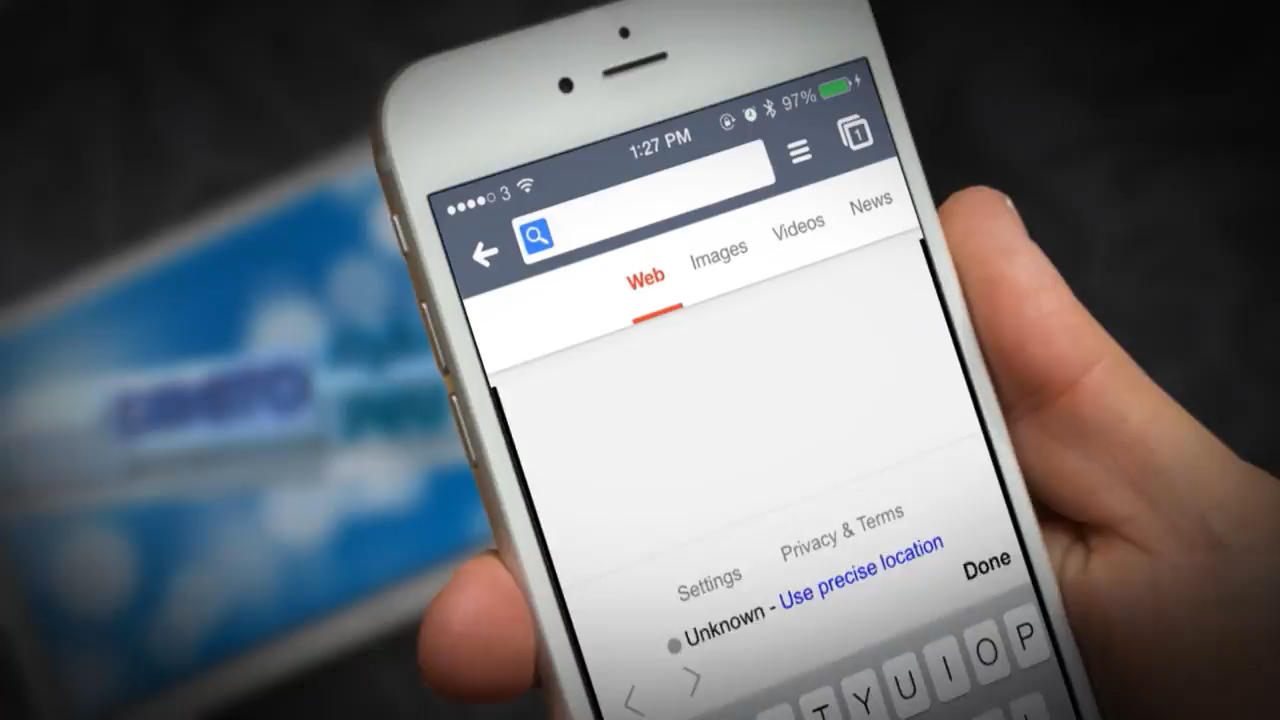 3 1:27 PM 97%
1
Web Images Videos News
Settings Privacy & Terms
Unknown - Use precise location
Done
T Y U I O P